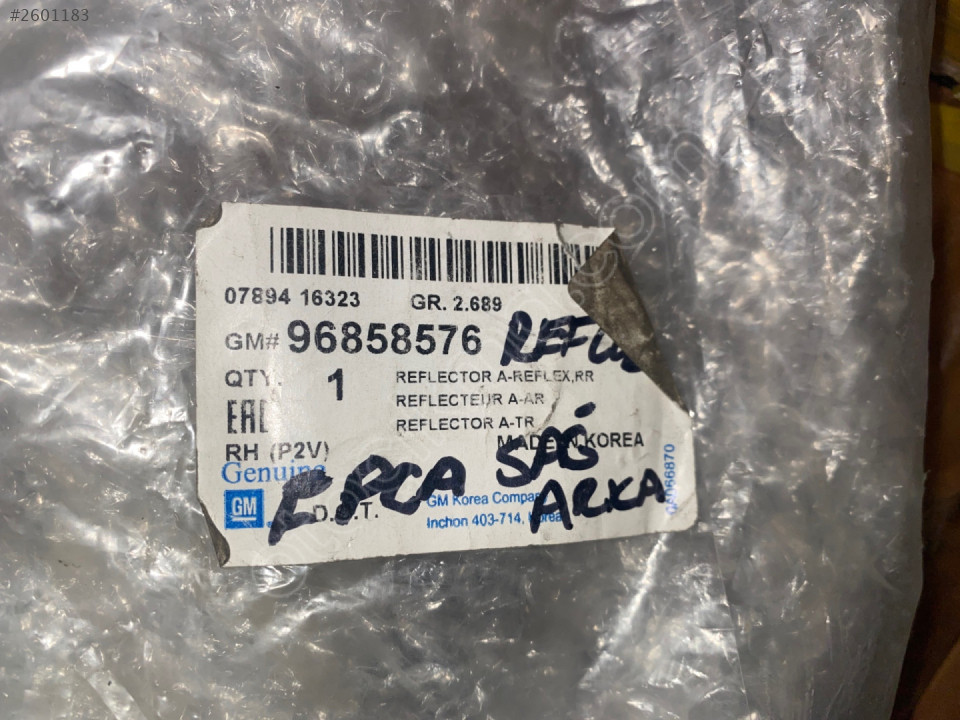 #2601183
07894 16323 GR. 2.689
GM# 96858576
QTY. 1 REFLECTOR A-REFLEX,RR
REFLECTEUR A-AR
EAC REFLECTOR A-TR
MADE IN KOREA
RH (P2V)
Genuine
GM D.A.T. GM Korea Company
Inchon 403-714, Korea
EPCA SAĞ
ARKA